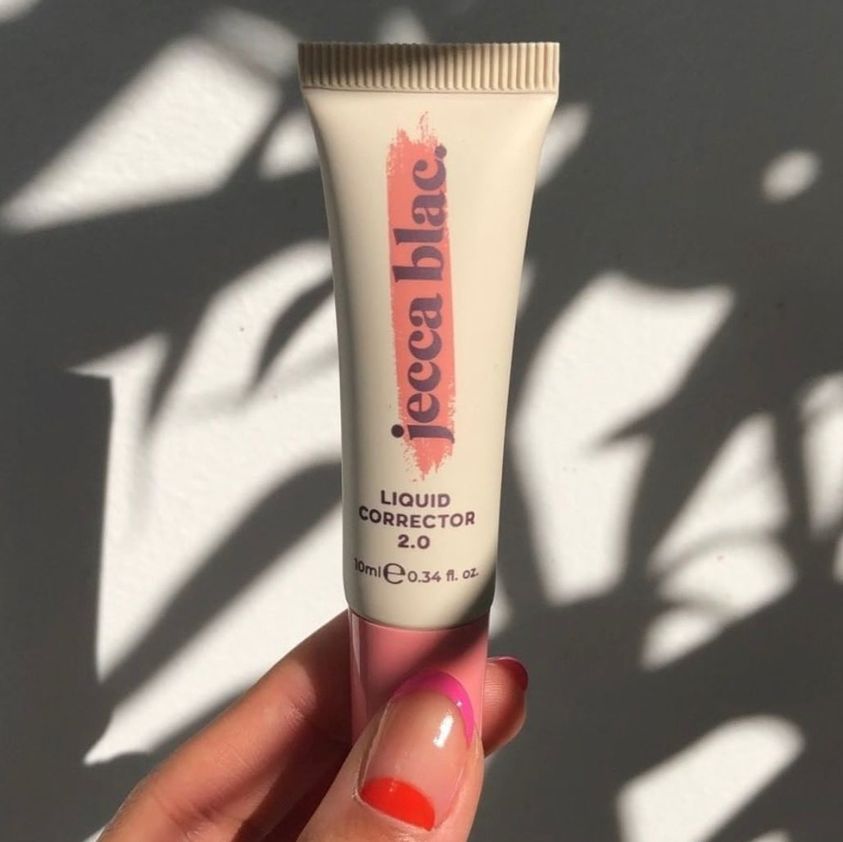 jecca blac.
LIQUID
CORRECTOR
2.0
10ml℮0.34 fl. oz.